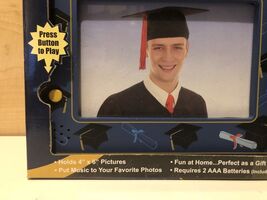 Press
Button
to Play
• Holds 4" x 6" Pictures
• Put Music to Your Favorite Photos
• Fun at Home...Perfect as a Gift
• Requires 2 AAA Batteries (Includ